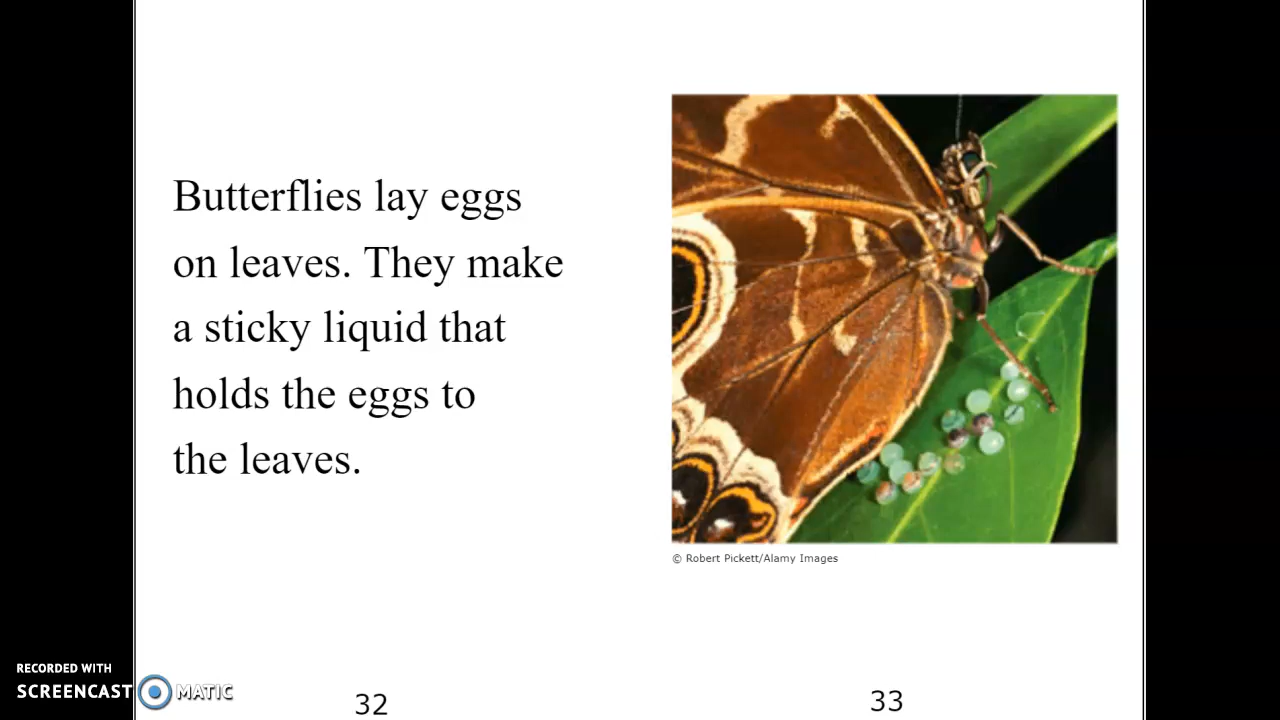 Butterflies lay eggs
on leaves. They make
a sticky liquid that
holds the eggs to
the leaves.
© Robert Pickett/Alamy Images
32
33
RECORDED WITH
SCREENCAST MATIC